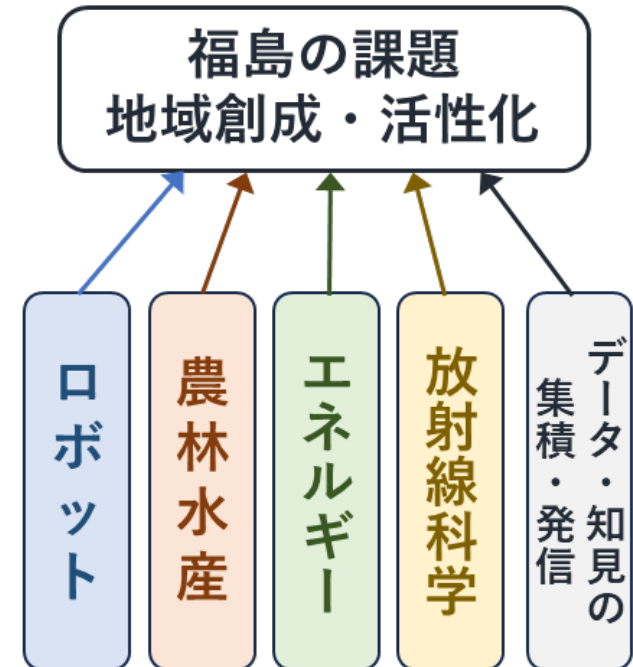 福島の課題
地域創成・活性化
ロボット
農林水産
エネルギー
放射線科学
データ・知見の
集積・発信